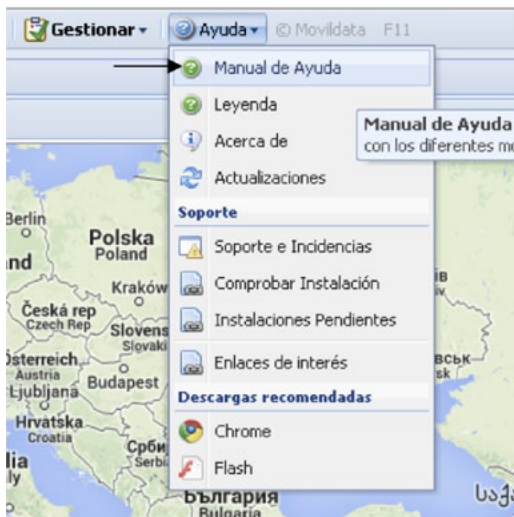 Gestionar
Ayuda
© Movildata F11
Manual de Ayuda
Leyenda
Acerca de
Actualizaciones
Manual de Ayuda
con los diferentes
Soporte
Soporte e Incidencias
Comprobar Instalación
Instalaciones Pendientes
Enlaces de interés
Descargas recomendadas
Chrome
Flash
Berlin
Polska
Poland
Kraków
Česká rep
Czech Rep
Slovens
Slovaki
Österreich
Austria
Budapest
Ljubljana
Hrvatska
Croatia
Срби
Serbi
България
Bulgaria